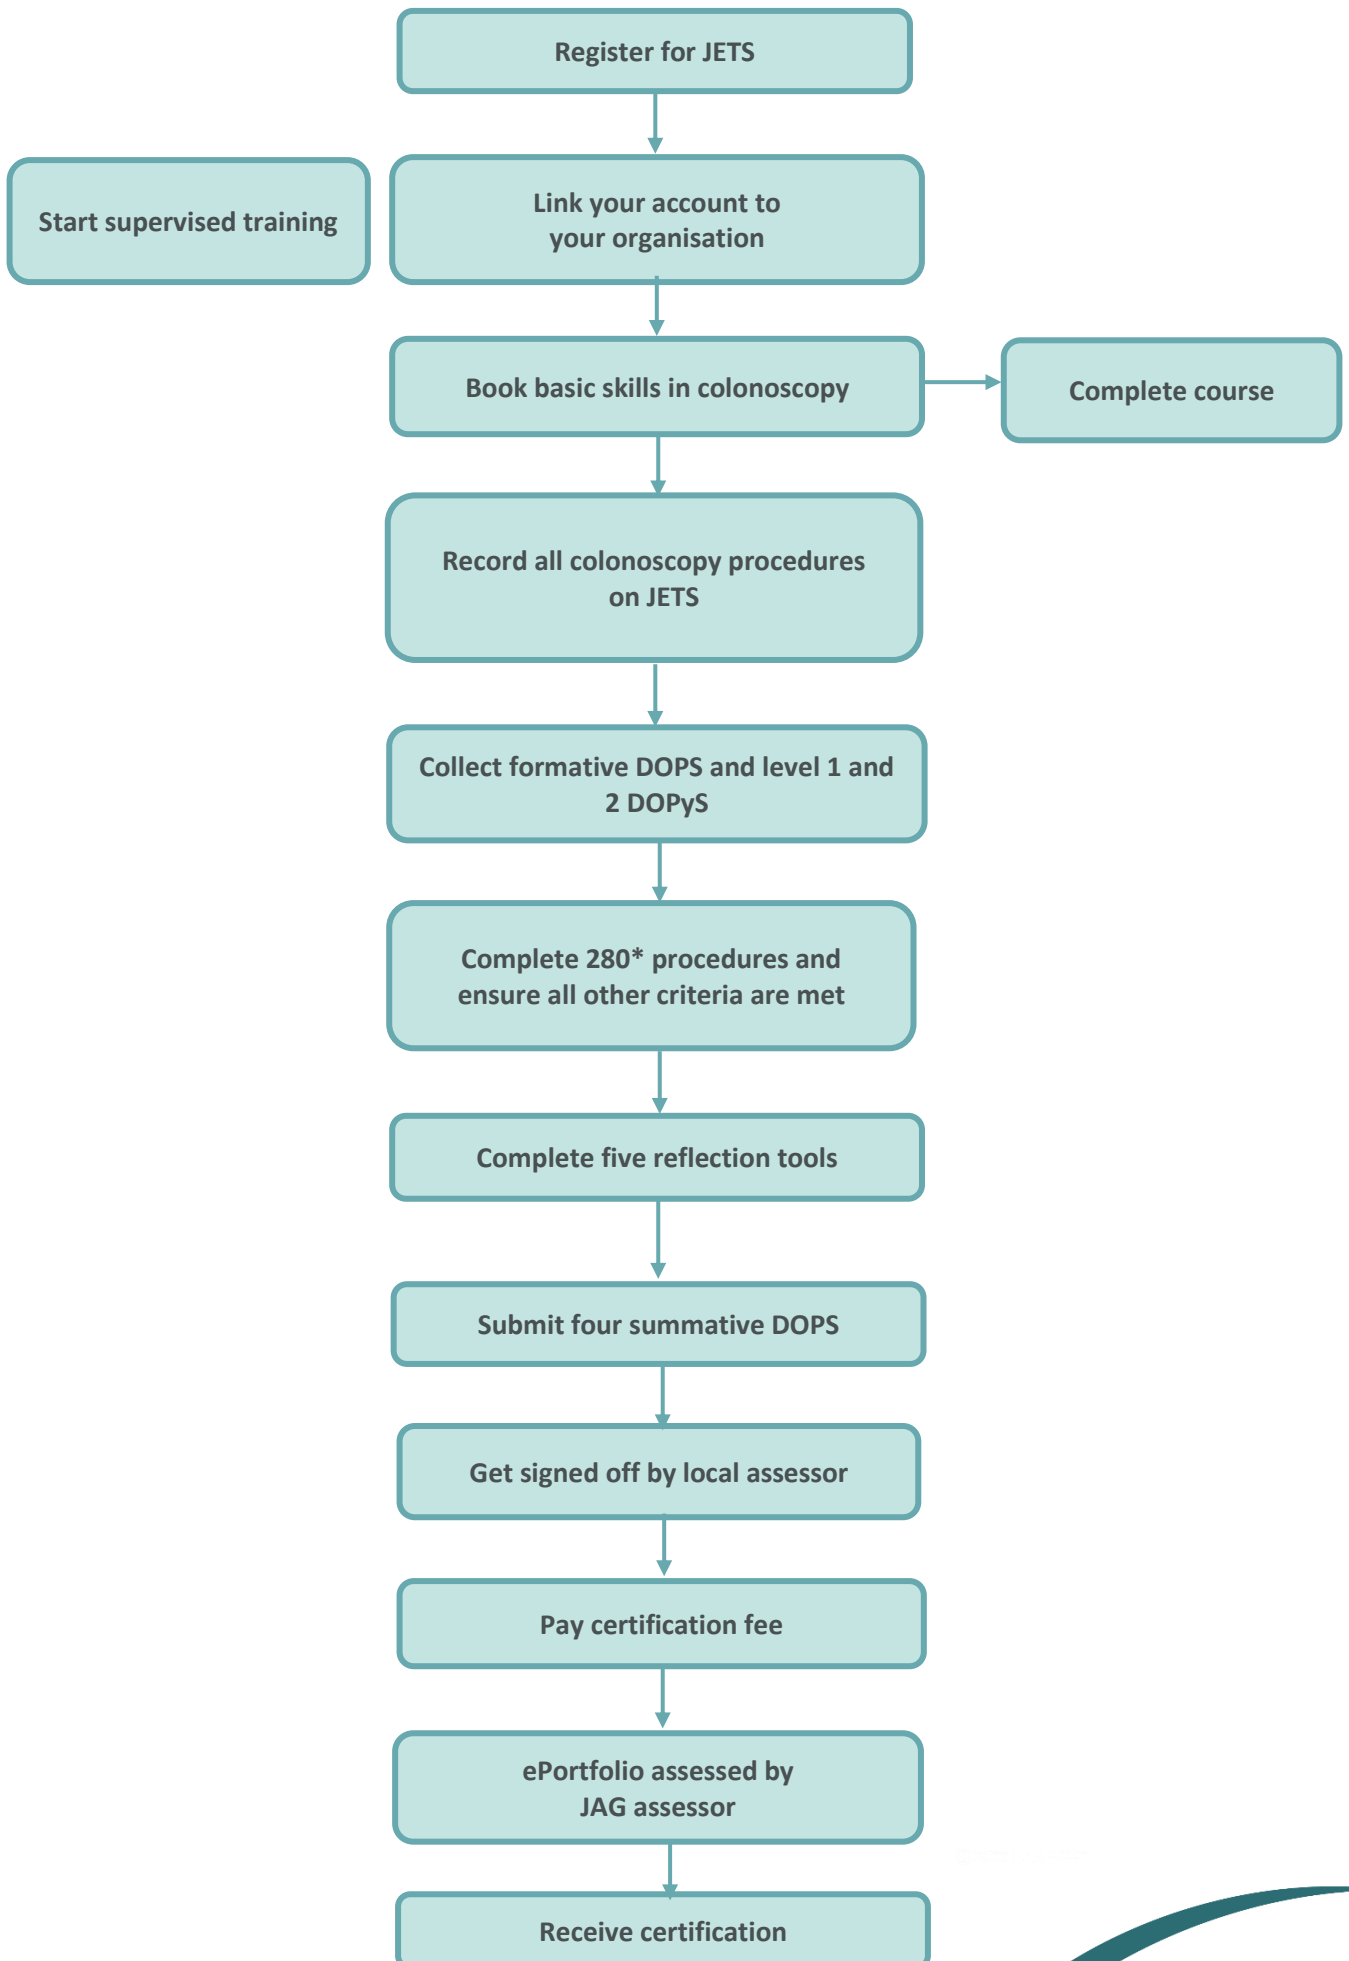 Register for JETS
Start supervised training
Link your account to
your organisation
Book basic skills in colonoscopy
Complete course
Record all colonoscopy procedures
on JETS
Collect formative DOPS and level 1 and
2 DOPyS
Complete 280* procedures and
ensure all other criteria are met
Complete five reflection tools
Submit four summative DOPS
Get signed off by local assessor
Pay certification fee
ePortfolio assessed by
JAG assessor
Receive certification